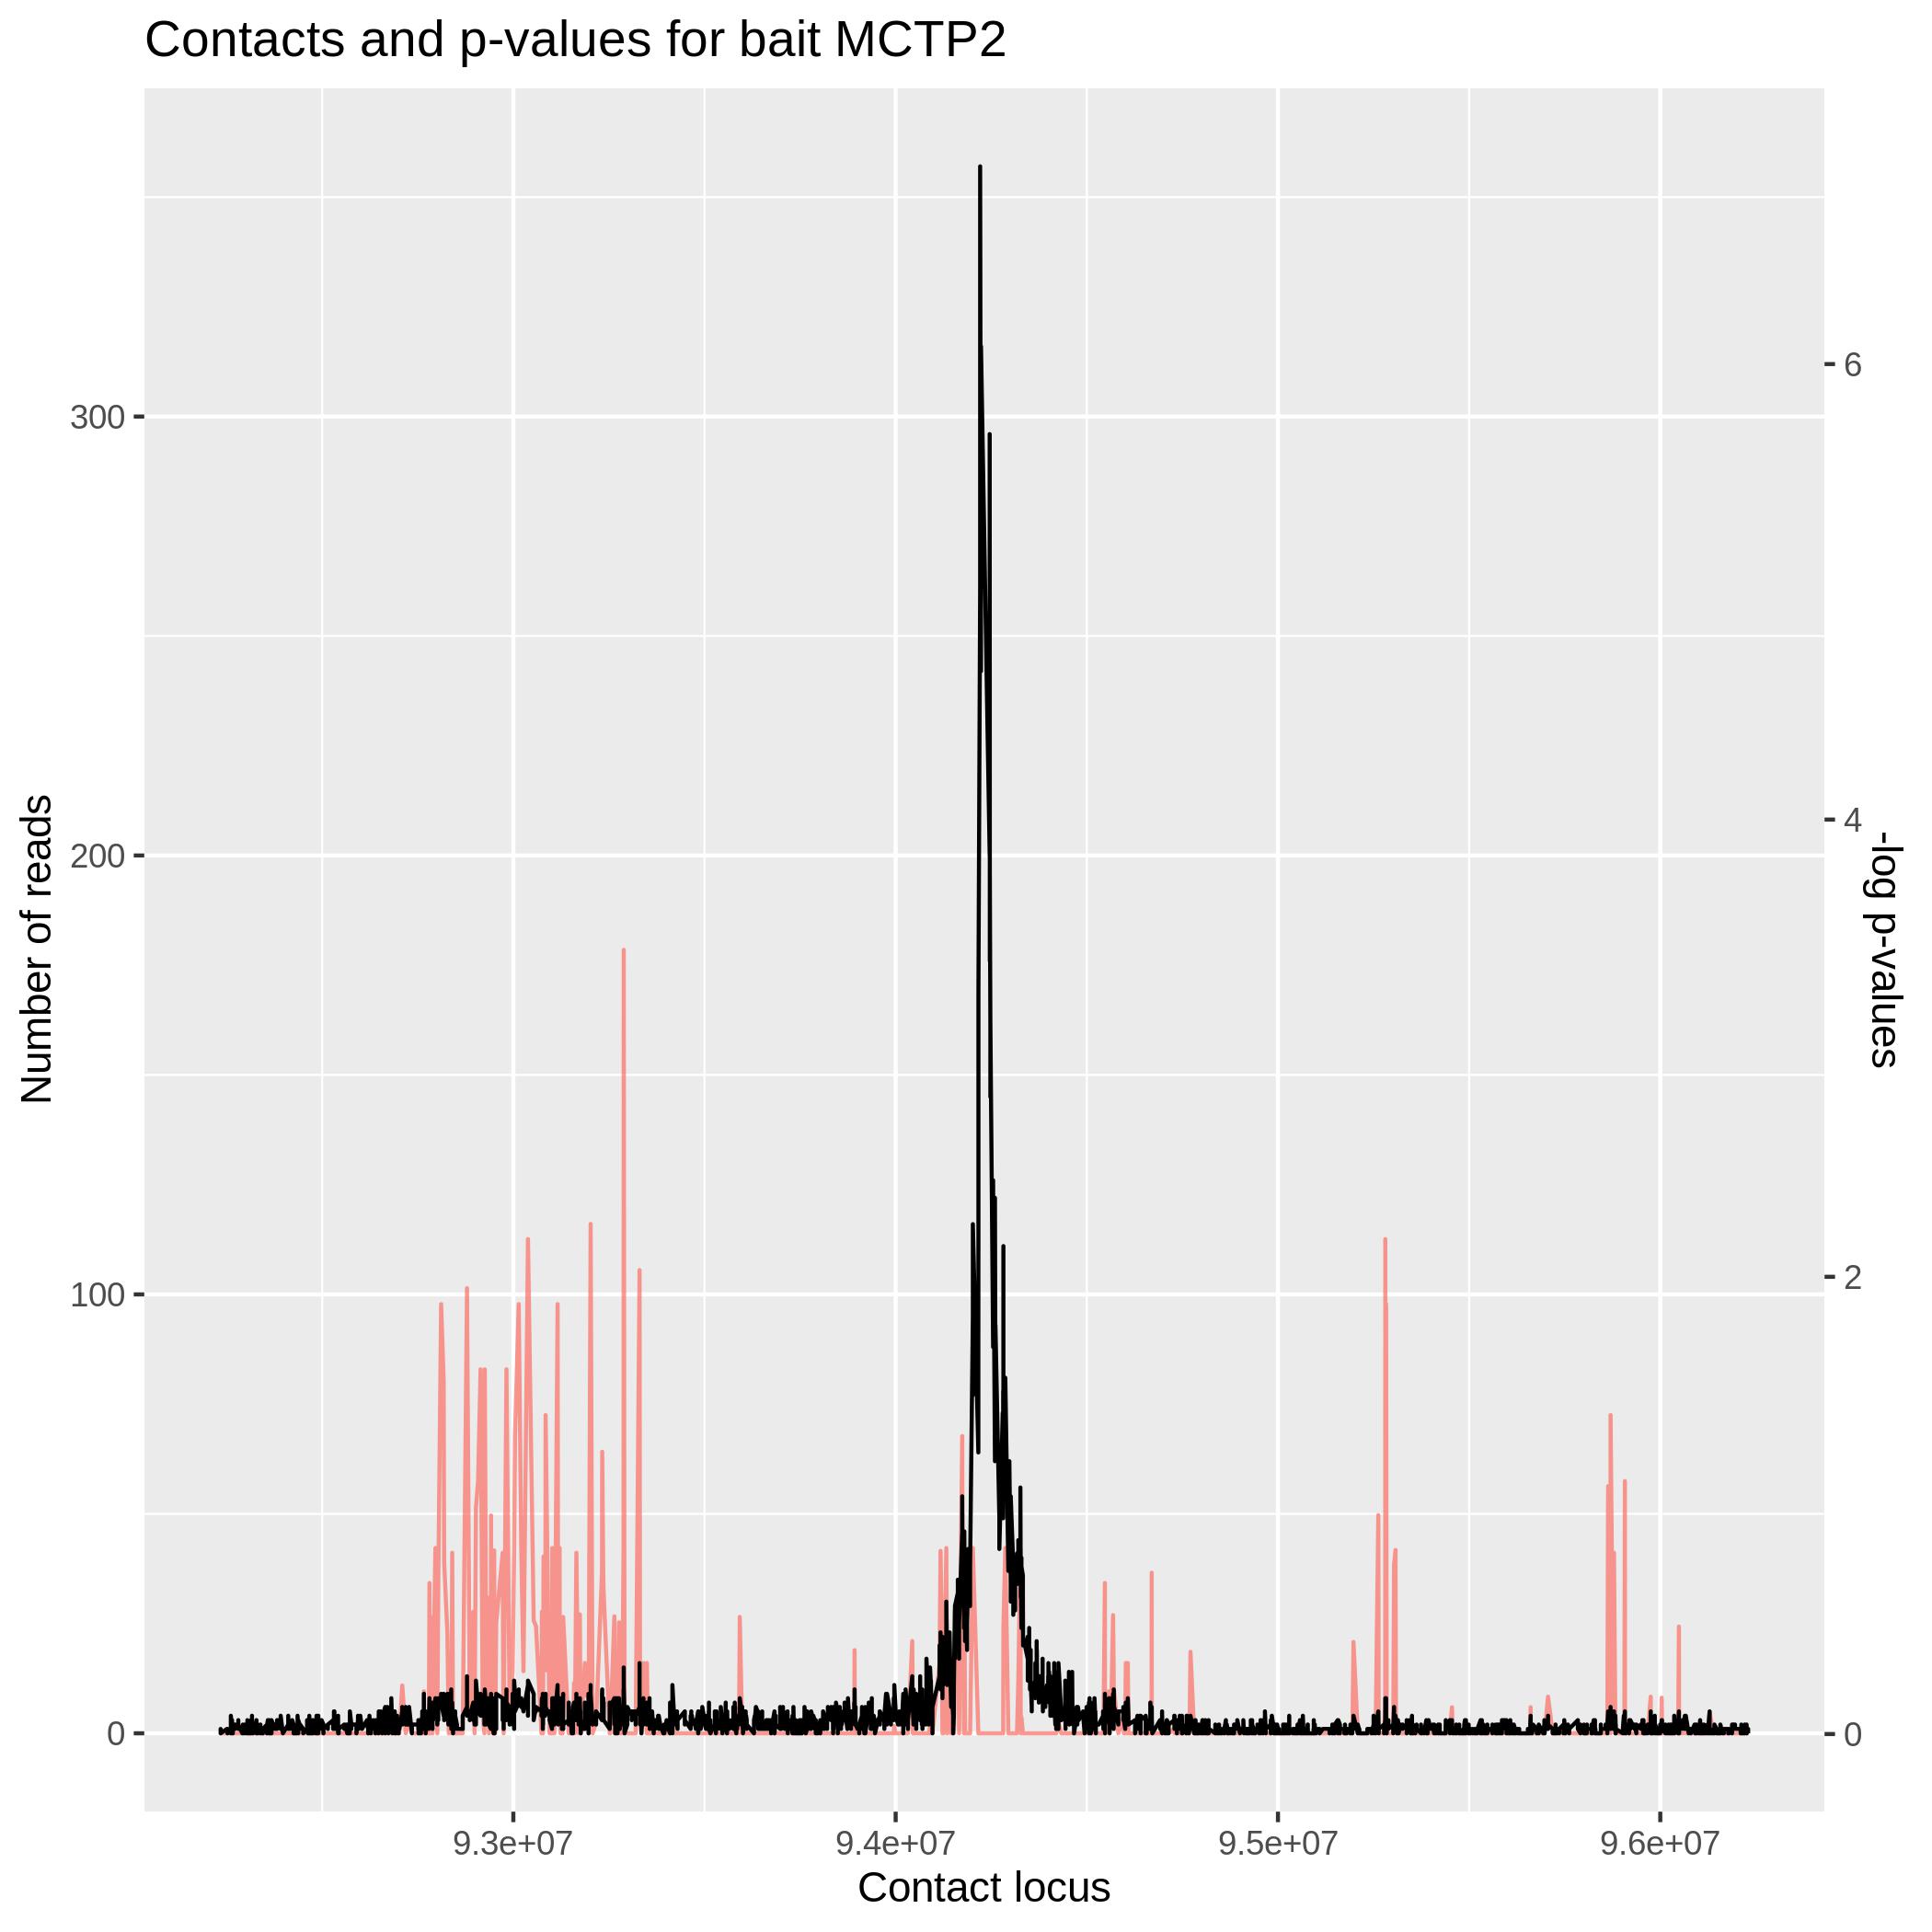 Contacts and p-values for bait MCTP2
Number of reads
300
200
100
0
6
4
2
0
-log p-values
9.3e+07
9.4e+07
9.5e+07
9.6e+07
Contact locus